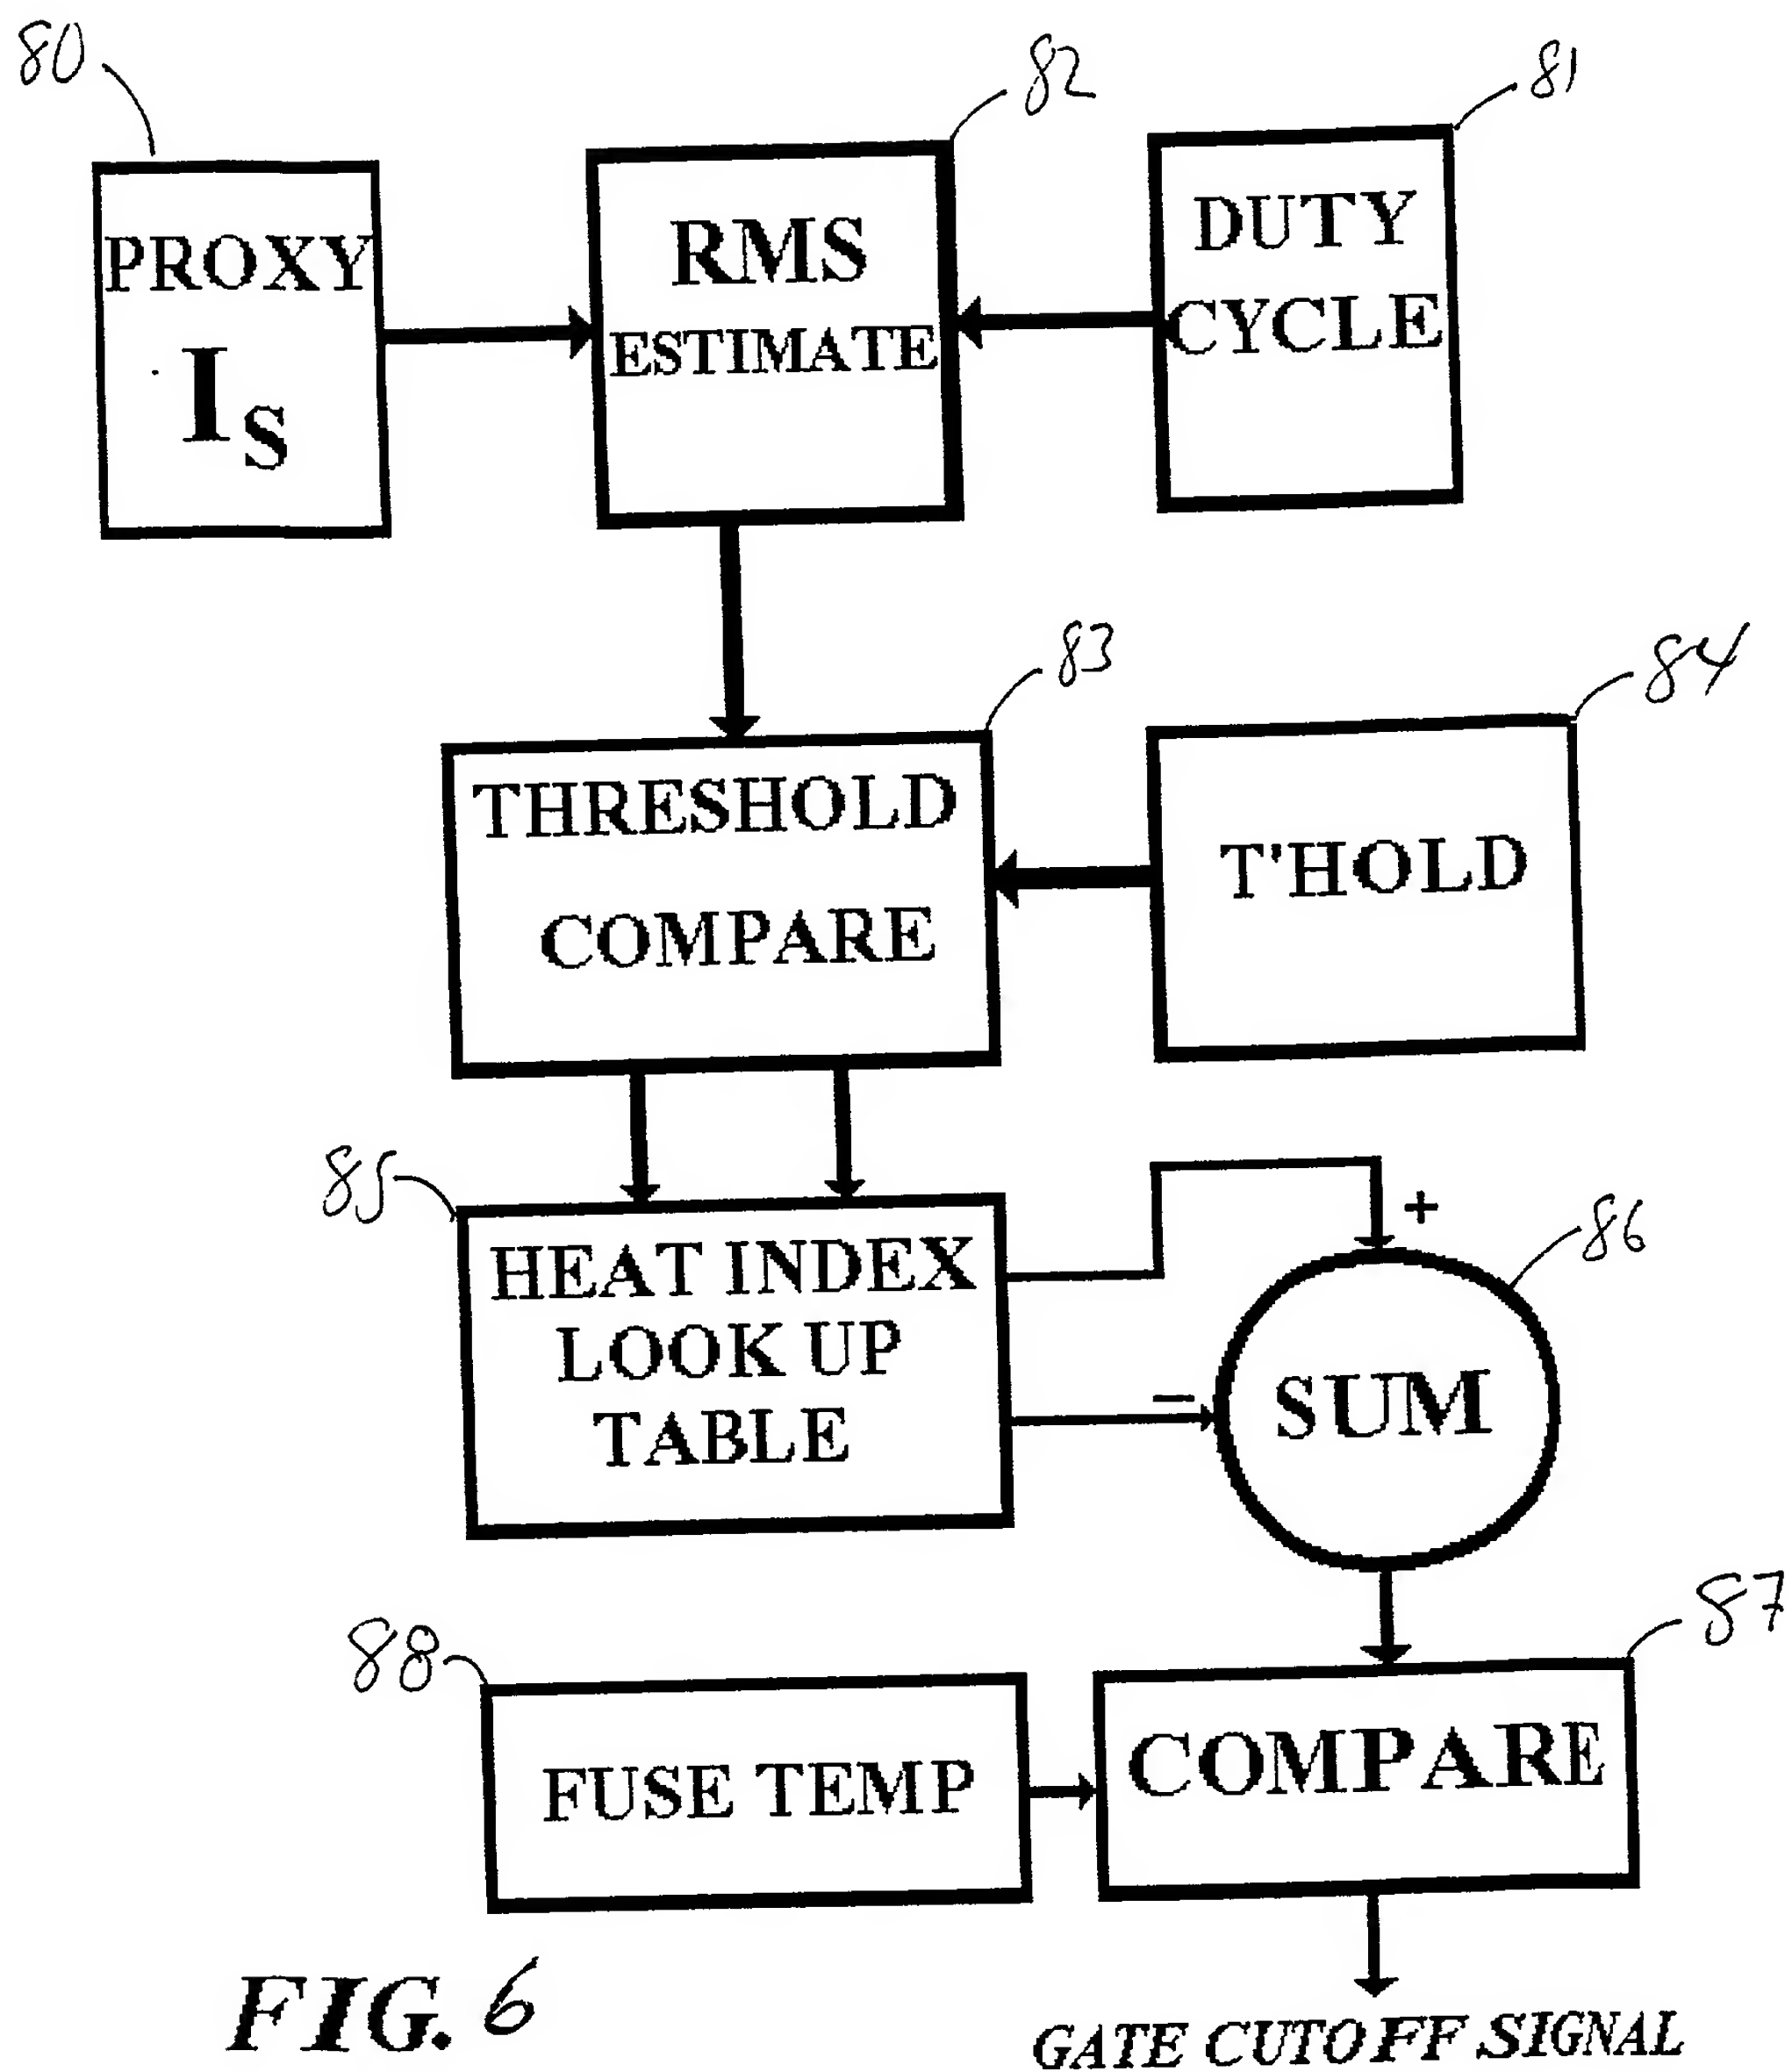 80
82
81
PROXY
I S
RMS
ESTIMATE
DUTY
CYCLE
83
84
THRESHOLD
COMPARE
T'HOLD
85
HEAT INDEX
LOOK UP
TABLE
+
86
−
SUM
88
87
FUSE TEMP
COMPARE
FIG. 6
GATE CUTOFF SIGNAL